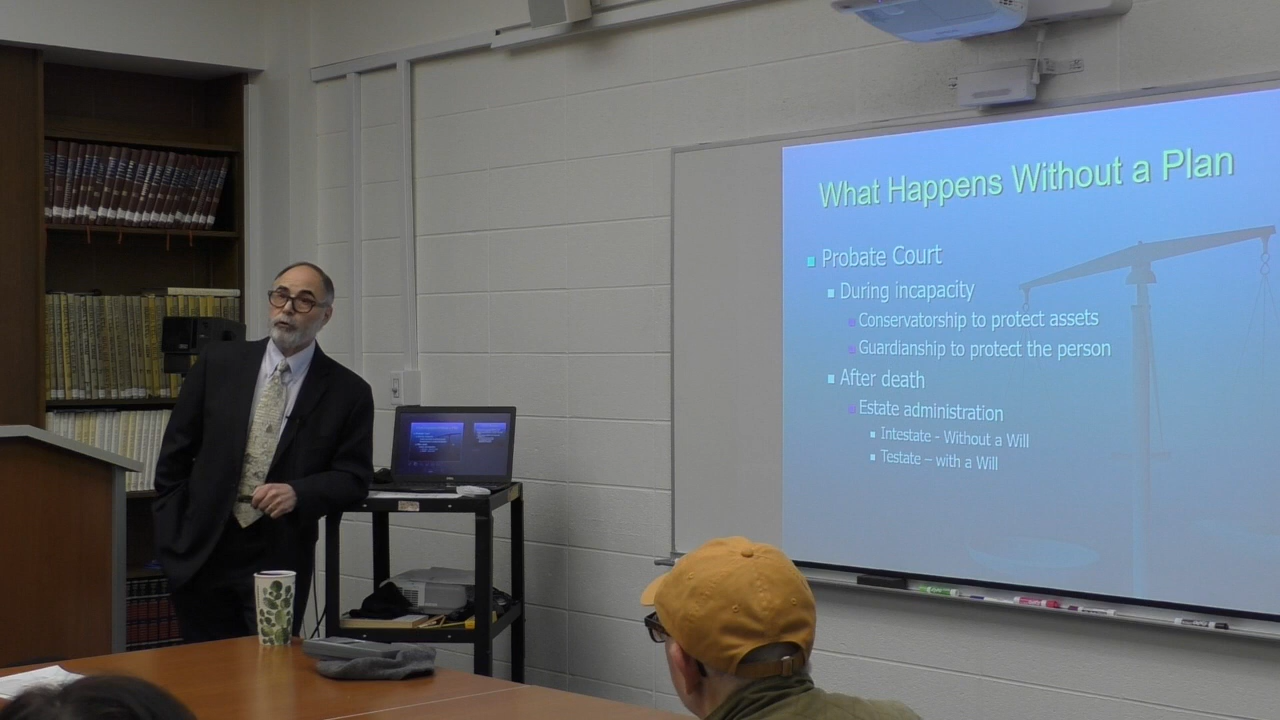 What Happens Without a Plan
Probate Court
During incapacity
Conservatorship to protect assets
Guardianship to protect the person
After death
Estate administration
Intestate - Without a Will
Testate – with a Will